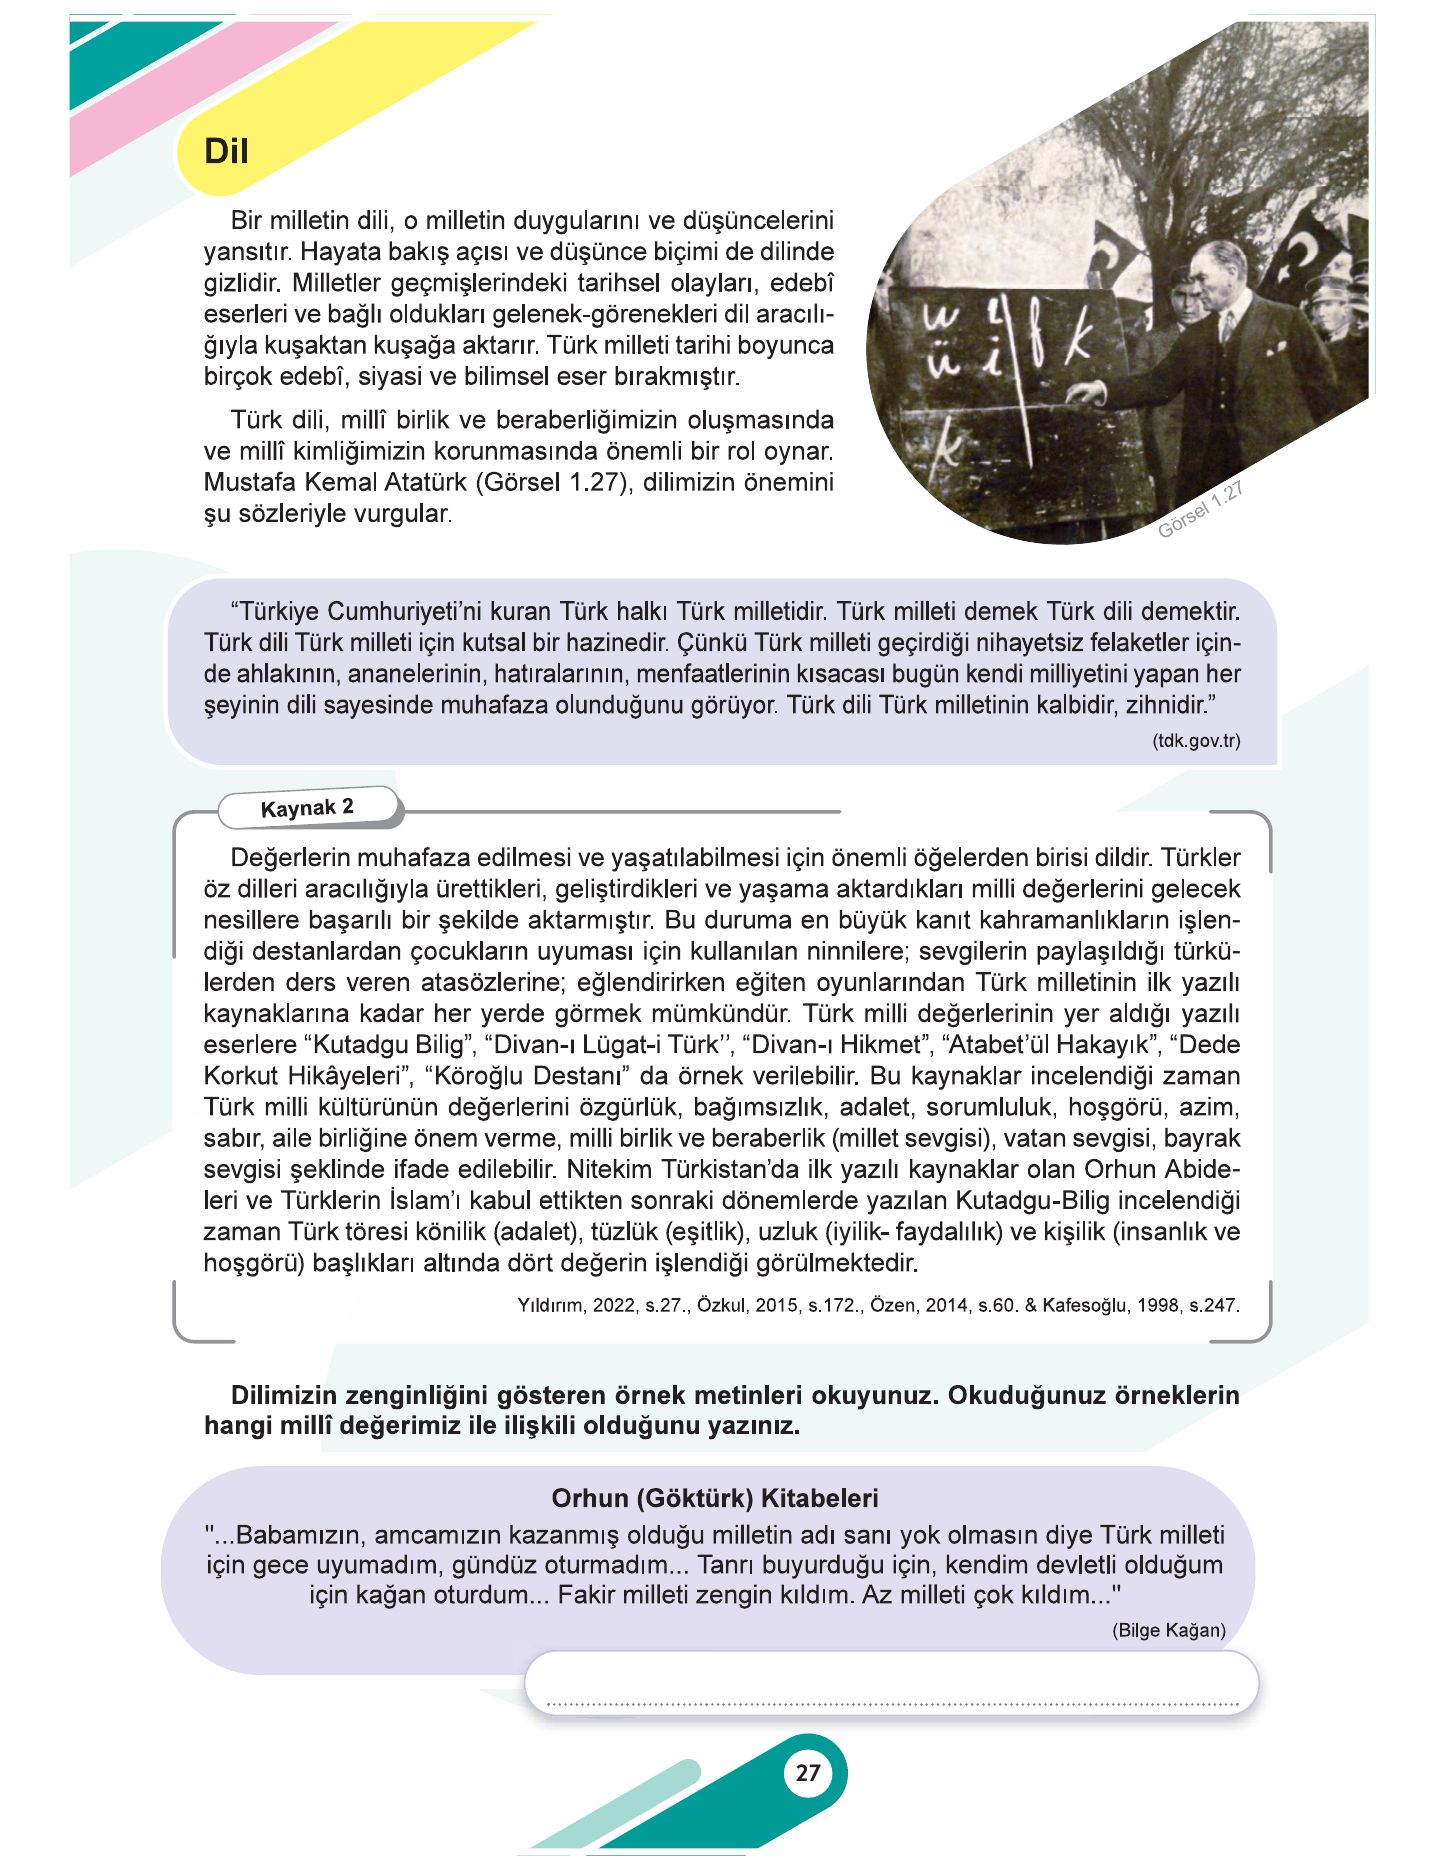 Dil
Bir milletin dili, o milletin duygularını ve düşüncelerini
yansıtır. Hayata bakış açısı ve düşünce biçimi de dilinde
gizlidir. Milletler geçmişlerindeki tarihsel olayları, edebî
eserleri ve bağlı oldukları gelenek-görenekleri dil aracılı-
ğıyla kuşaktan kuşağa aktarır. Türk milleti tarihi boyunca
birçok edebî, siyasi ve bilimsel eser bırakmıştır.
Türk dili, millî birlik ve beraberliğimizin oluşmasında
ve millî kimliğimizin korunmasında önemli bir rol oynar.
Mustafa Kemal Atatürk (Görsel 1.27), dilimizin önemini
şu sözleriyle vurgular.
ü i k
k
Görsel 1.27
“Türkiye Cumhuriyeti’ni kuran Türk halkı Türk milletidir. Türk milleti demek Türk dili demektir.
Türk dili Türk milleti için kutsal bir hazinedir. Çünkü Türk milleti geçirdiği nihayetsiz felaketler için-
de ahlakının, ananelerinin, hatıralarının, menfaatlerinin kısacası bugün kendi milliyetini yapan her
şeyinin dili sayesinde muhafaza olunduğunu görüyor. Türk dili Türk milletinin kalbidir, zihnidir.”
(tdk.gov.tr)
Kaynak 2
Değerlerin muhafaza edilmesi ve yaşatılabilmesi için önemli öğelerden birisi dildir. Türkler
öz dilleri aracılığıyla ürettikleri, geliştirdikleri ve yaşama aktardıkları milli değerlerini gelecek
nesillere başarılı bir şekilde aktarmıştır. Bu duruma en büyük kanıt kahramanlıkların işlen-
diği destanlardan çocukların uyuması için kullanılan ninnilere; sevgilerin paylaşıldığı türkü-
lerden ders veren atasözlerine; eğlendirirken eğiten oyunlarından Türk milletinin ilk yazılı
kaynaklarına kadar her yerde görmek mümkündür. Türk milli değerlerinin yer aldığı yazılı
eserlere “Kutadgu Bilig”, “Divan-ı Lügat-i Türk’’, “Divan-ı Hikmet”, “Atabet’ül Hakayık”, “Dede
Korkut Hikâyeleri”, “Köroğlu Destanı” da örnek verilebilir. Bu kaynaklar incelendiği zaman
Türk milli kültürünün değerlerini özgürlük, bağımsızlık, adalet, sorumluluk, hoşgörü, azim,
sabır, aile birliğine önem verme, milli birlik ve beraberlik (millet sevgisi), vatan sevgisi, bayrak
sevgisi şeklinde ifade edilebilir. Nitekim Türkistan’da ilk yazılı kaynaklar olan Orhun Abide-
leri ve Türklerin İslam’ı kabul ettikten sonraki dönemlerde yazılan Kutadgu-Bilig incelendiği
zaman Türk töresi könilik (adalet), tüzlük (eşitlik), uzluk (iyilik- faydalılık) ve kişilik (insanlık ve
hoşgörü) başlıkları altında dört değerin işlendiği görülmektedir.
Yıldırım, 2022, s.27., Özkul, 2015, s.172., Özen, 2014, s.60. & Kafesoğlu, 1998, s.247.
Dilimizin zenginliğini gösteren örnek metinleri okuyunuz. Okuduğunuz örneklerin
hangi millî değerimiz ile ilişkili olduğunu yazınız.
Orhun (Göktürk) Kitabeleri
"...Babamızın, amcamızın kazanmış olduğu milletin adı sanı yok olmasın diye Türk milleti
için gece uyumadım, gündüz oturmadım... Tanrı buyurduğu için, kendim devletli olduğum
için kağan oturdum... Fakir milleti zengin kıldım. Az milleti çok kıldım..."
(Bilge Kağan)
27